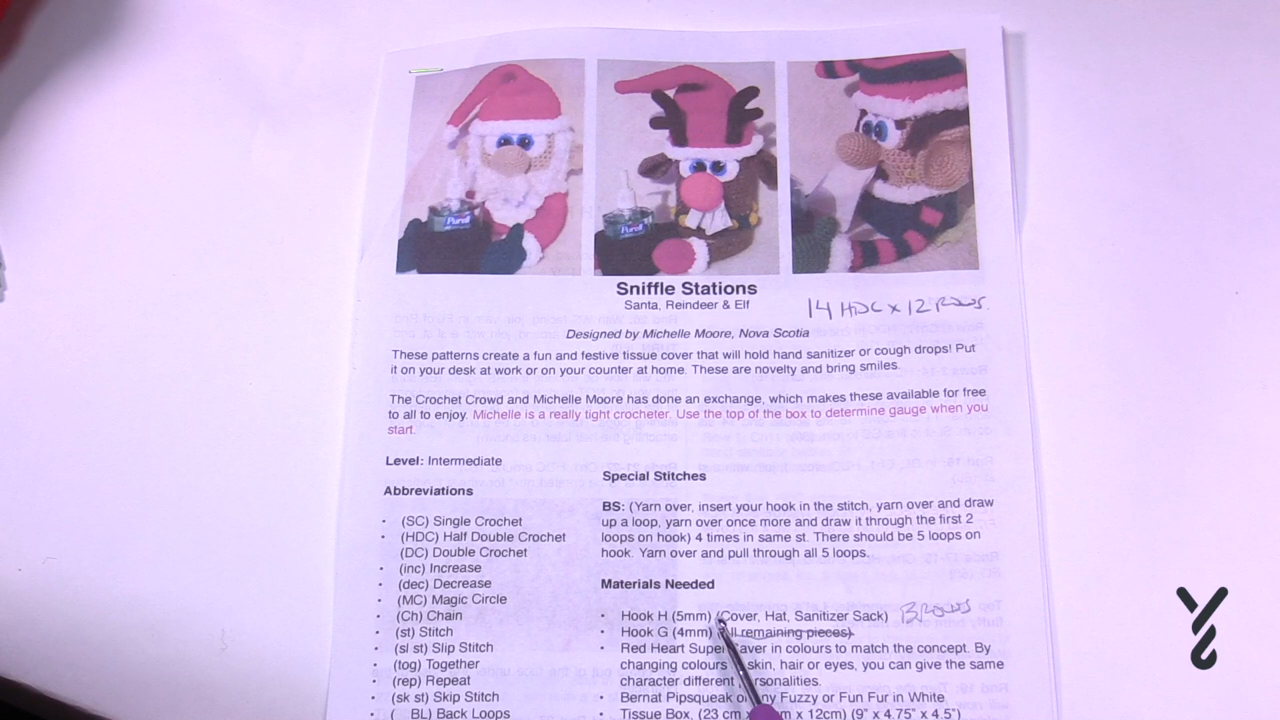 Purell
Purell
Sniffle Stations
Santa, Reindeer & Elf
14 HDC x 12 ROWS.
Designed by Michelle Moore, Nova Scotia
These patterns create a fun and festive tissue cover that will hold hand sanitizer or cough drops! Put
it on your desk at work or on your counter at home. These are novelty and bring smiles.
The Crochet Crowd and Michelle Moore has done an exchange, which makes these available for free
to all to enjoy. Michelle is a really tight crocheter. Use the top of the box to determine gauge when you
start.
Level: Intermediate
Abbreviations
• (SC) Single Crochet
• (HDC) Half Double Crochet
(DC) Double Crochet
• (inc) Increase
• (dec) Decrease
• (MC) Magic Circle
• (Ch) Chain
• (st) Stitch
• (sl st) Slip Stitch
• (tog) Together
• (rep) Repeat
• (sk st) Skip Stitch
• BL) Back Loops
Special Stitches
BS: (Yarn over, insert your hook in the stitch, yarn over and draw
up a loop, yarn over once more and draw it through the first 2
loops on hook) 4 times in same st. There should be 5 loops on
hook. Yarn over and pull through all 5 loops.
Materials Needed
• Hook H (5mm) (Cover, Hat, Sanitizer Sack) BROWS
• Hook G (4mm) remaining pieces)
• Red Heart Super Saver in colours to match the concept. By
changing colours skin, hair or eyes, you can give the same
character different personalities.
• Bernat Pipsqueak or any Fuzzy or Fun Fur in White
• Tissue Box, (23 cm x 12cm) (9" x 4.75" x 4.5")